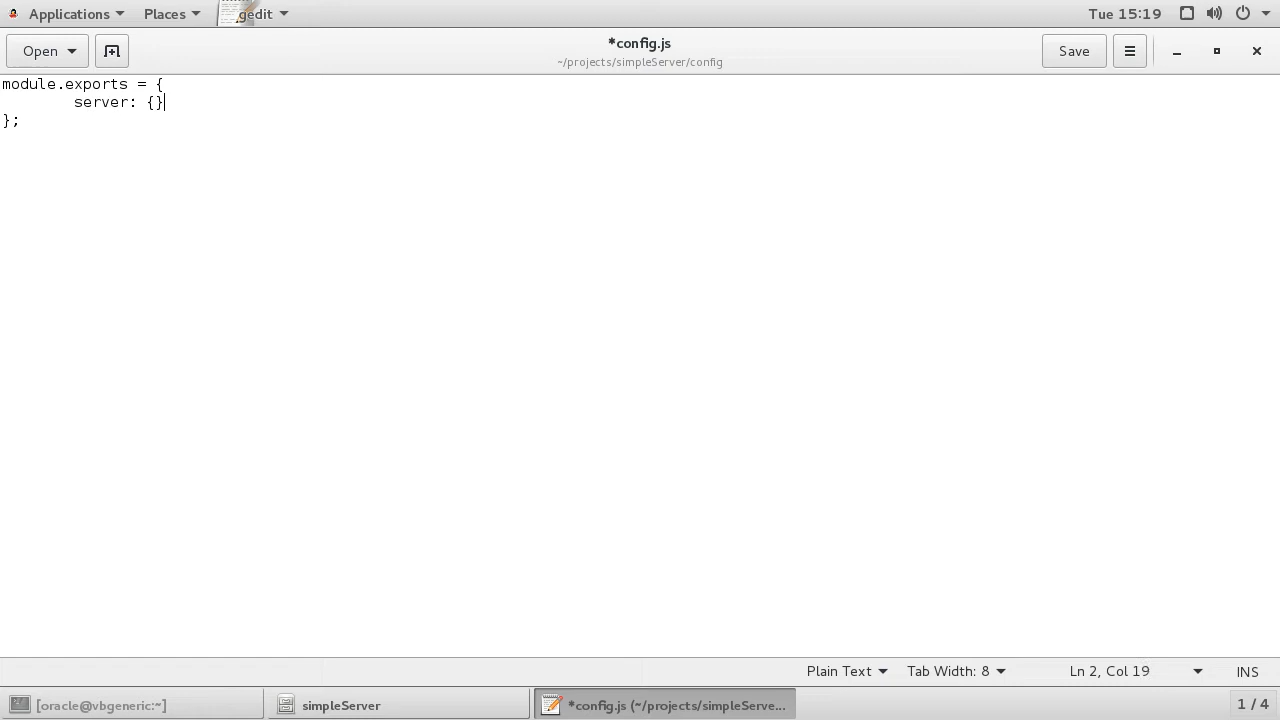 Applications Places gedit Tue 15:19
Open *config.js Save
~/projects/simpleServer/config
module.exports = {
        server: {}
};
Plain Text Tab Width: 8 Ln 2, Col 19 INS
[oracle@vbgeneric:~] simpleServer *config.js (~/projects/simpleServe... 1 / 4